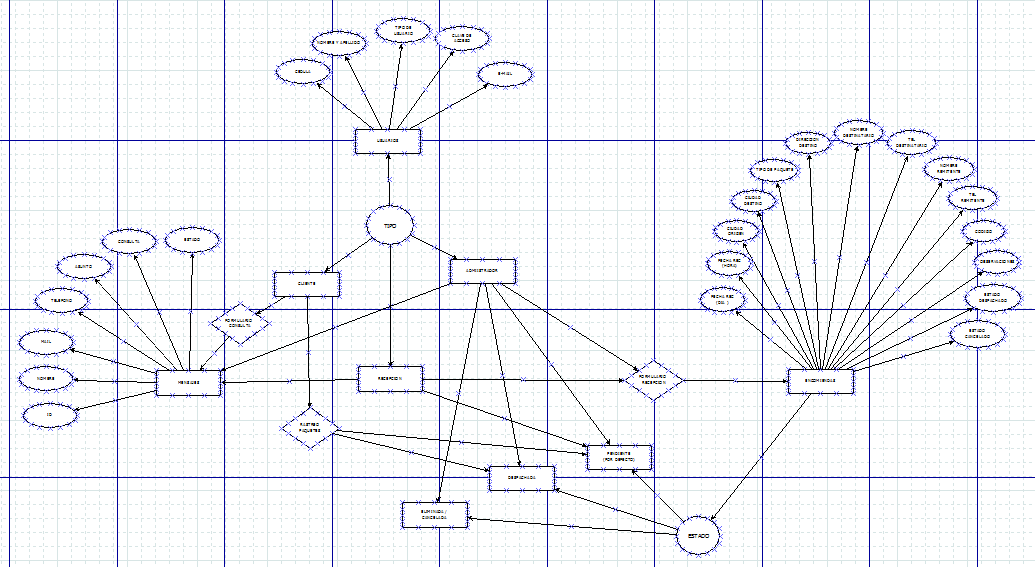 TIPO DE
USUARIO
CLAVE DE
ACCESO
NOMBRE Y APELLIDO
CEDULA
E-MAIL
USUARIOS
NOMBRE
DESTINATARIO
DIRECCION
DESTINO
TEL
DESTINATARIO
TIPO DE PAQUETE
NOMBRE
REMITENTE
CIUDAD
DESTINO
TEL
REMITENTE
TIPO
CIUDAD
ORIGEN
CODIGO
CONSULTA
ESTADO
ASUNTO
FECHA REC
(HORA)
OBSERVACIONES
CLIENTE
ADMINISTRADOR
TELEFONO
FECHA REC
(DIA)
ESTADO
DESPACHADO
FORMULARIO
CONSULTA
ESTADO
CANCELADO
MAIL
NOMBRE
MENSAJES
RECEPCION
FORMULARIO
RECEPCION
ENCOMIENDAS
ID
RASTREO
PAQUETES
PENDIENTE
(POR DEFECTO)
DESPACHADA
ELIMINADA /
CANCELADA
ESTADO